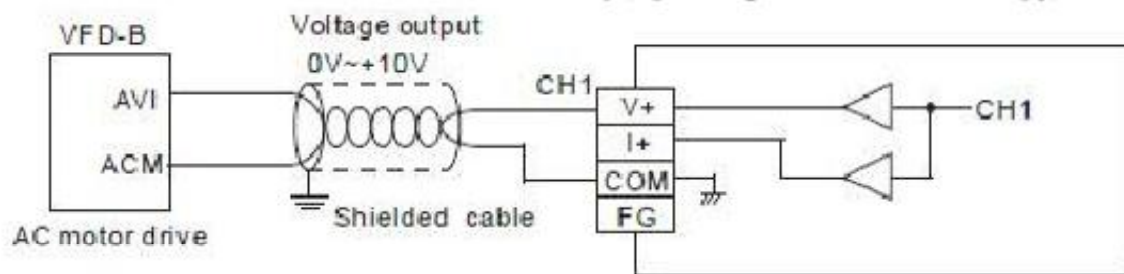 VFD-B
Voltage output
0V~+10V
AVI
ACM
AC motor drive
Shielded cable
CH1
V+
I+
COM
FG
CH1